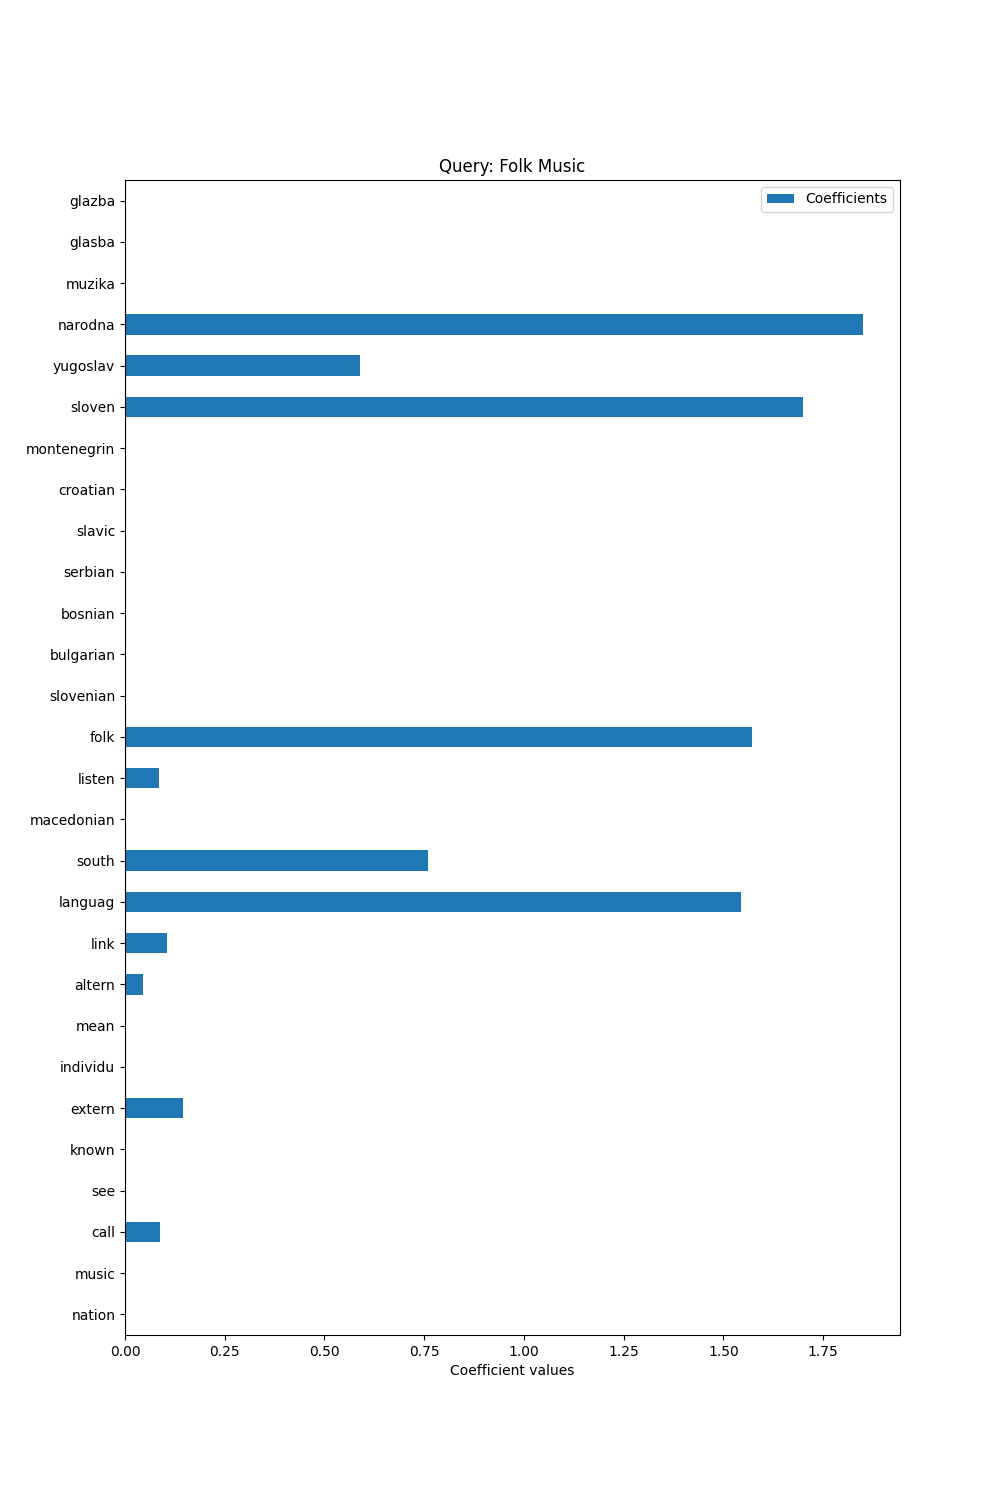 Query: Folk Music
Coefficients
glazba
glasba
muzika
narodna
yugoslav
sloven
montenegrin
croatian
slavic
serbian
bosnian
bulgarian
slovenian
folk
listen
macedonian
south
languag
link
altern
mean
individu
extern
known
see
call
music
nation
0.00 0.25 0.50 0.75 1.00 1.25 1.50 1.75
Coefficient values